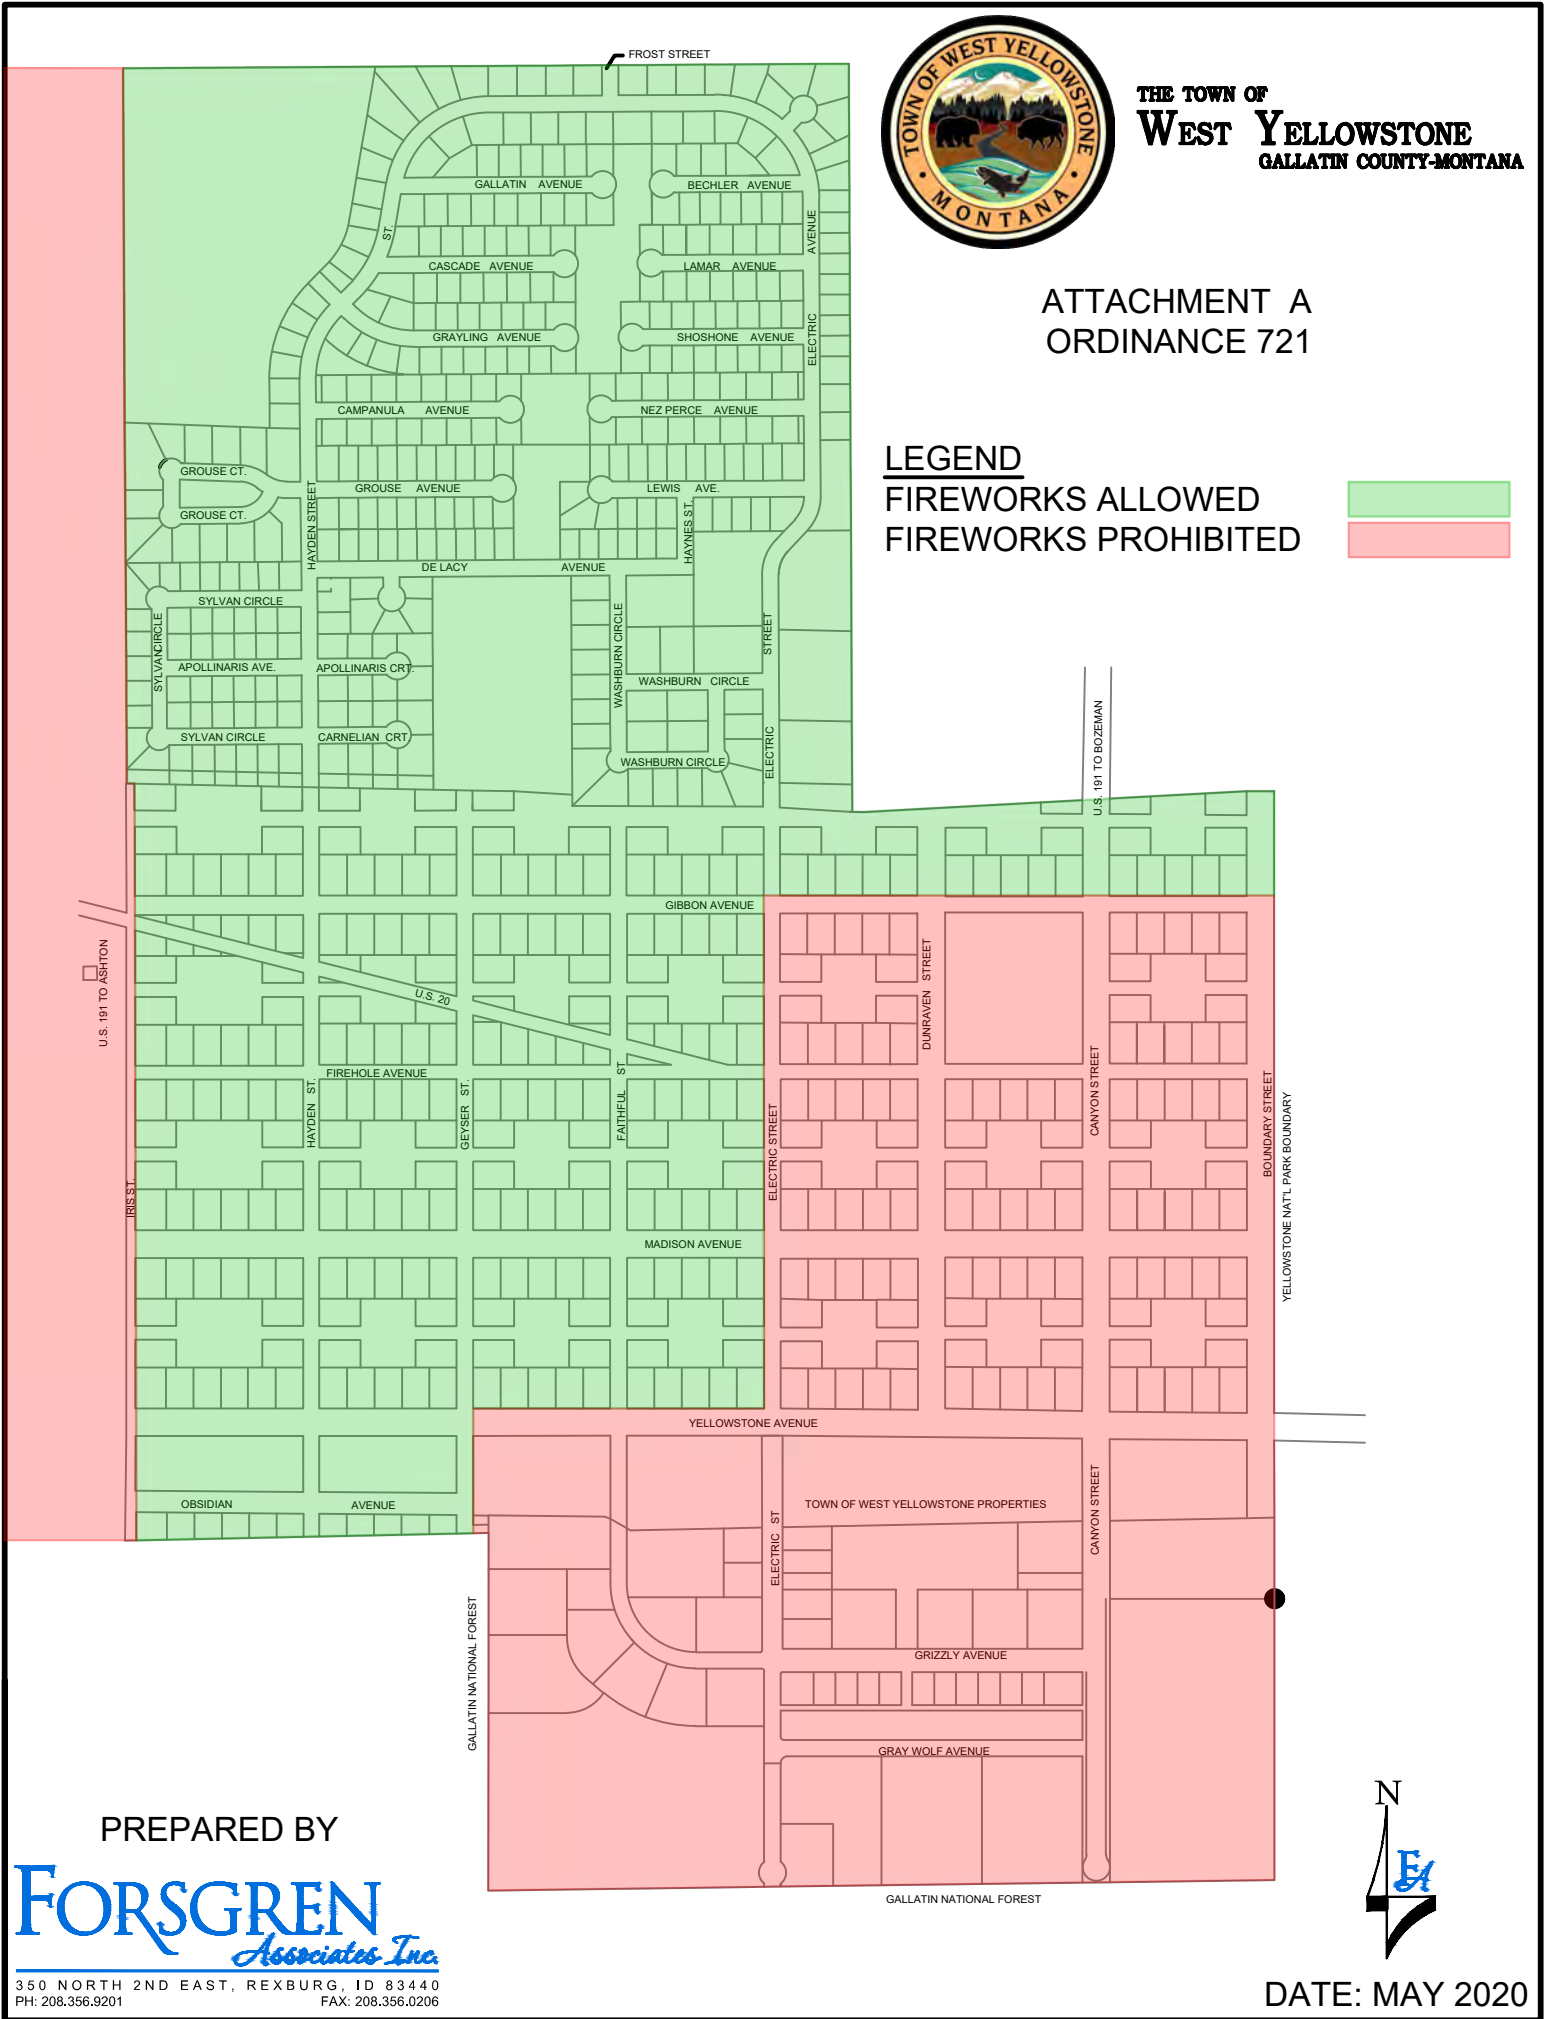 FROST STREET
TOWN OF WEST YELLOWSTONE
• MONTANA •
THE TOWN OF
WEST YELLOWSTONE
GALLATIN COUNTY-MONTANA
ATTACHMENT A
ORDINANCE 721
LEGEND
FIREWORKS ALLOWED
FIREWORKS PROHIBITED
GALLATIN AVENUE
BECHLER AVENUE
ST.
AVENUE
CASCADE AVENUE
LAMAR AVENUE
GRAYLING AVENUE
SHOSHONE AVENUE
ELECTRIC
CAMPANULA AVENUE
NEZ PERCE AVENUE
GROUSE CT.
GROUSE AVENUE
LEWIS AVE.
GROUSE CT.
HAYDEN STREET
HAYNES ST.
DE LACY AVENUE
SYLVAN CIRCLE
SYLVAN CIRCLE
WASHBURN CIRCLE
STREET
APOLLINARIS AVE.
APOLLINARIS CRT.
WASHBURN CIRCLE
SYLVAN CIRCLE
CARNELIAN CRT.
ELECTRIC
WASHBURN CIRCLE
U.S. 191 TO BOZEMAN
GIBBON AVENUE
U.S. 191 TO ASHTON
U.S. 20
DUNRAVEN STREET
FIREHOLE AVENUE
HAYDEN ST.
GEYSER ST.
FAITHFUL ST
ELECTRIC STREET
CANYON STREET
BOUNDARY STREET
YELLOWSTONE NAT'L PARK BOUNDARY
IRIS ST.
MADISON AVENUE
YELLOWSTONE AVENUE
OBSIDIAN AVENUE
TOWN OF WEST YELLOWSTONE PROPERTIES
ELECTRIC ST
CANYON STREET
GALLATIN NATIONAL FOREST
GRIZZLY AVENUE
GRAY WOLF AVENUE
GALLATIN NATIONAL FOREST
PREPARED BY
FORSGREN
Associates Inc.
350 NORTH 2ND EAST, REXBURG, ID 83440
PH: 208.356.9201 FAX: 208.356.0206
N
FA
DATE: MAY 2020